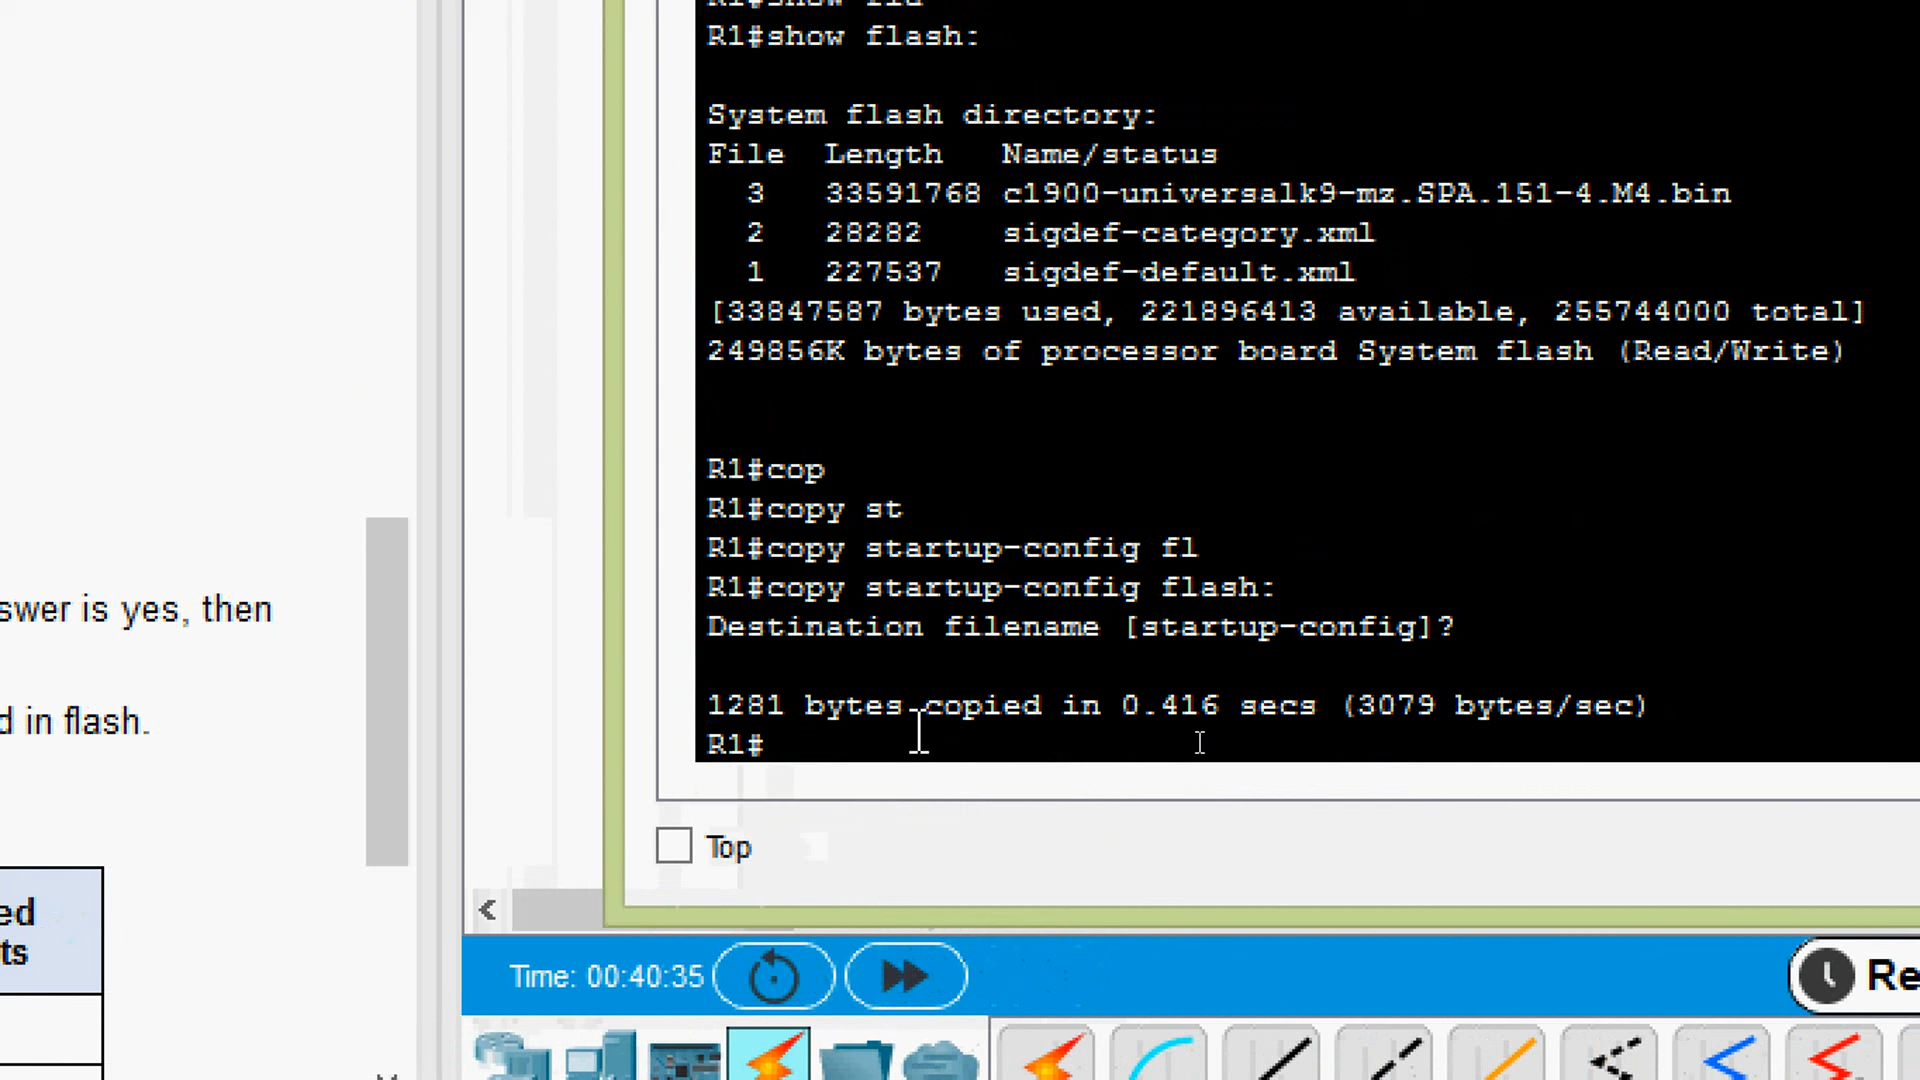 R1#show fla
R1#show flash:
System flash directory:
File Length Name/status
3 33591768 c1900-universalk9-mz.SPA.151-4.M4.bin
2 28282 sigdef-category.xml
1 227537 sigdef-default.xml
[33847587 bytes used, 221896413 available, 255744000 total]
249856K bytes of processor board System flash (Read/Write)
R1#cop
R1#copy st
R1#copy startup-config fl
R1#copy startup-config flash:
Destination filename [startup-config]?
1281 bytes copied in 0.416 secs (3079 bytes/sec)
R1#
swer is yes, then
d in flash.
ed
ts
Top
Time: 00:40:35
Re